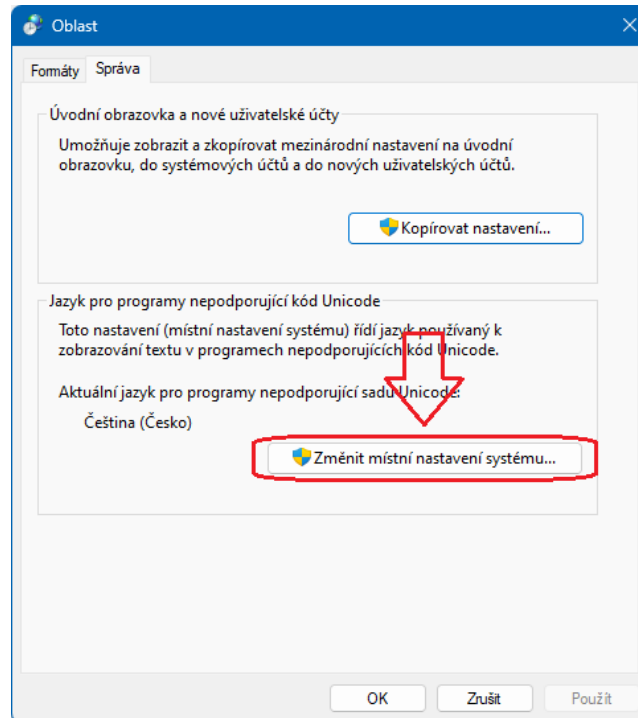 Oblast
Formáty
Správa
Úvodní obrazovka a nové uživatelské účty
Umožňuje zobrazit a zkopírovat mezinárodní nastavení na úvodní
obrazovku, do systémových účtů a do nových uživatelských účtů.
Kopírovat nastavení...
Jazyk pro programy nepodporující kód Unicode
Toto nastavení (místní nastavení systému) řídí jazyk používaný k
zobrazování textu v programech nepodporujících kód Unicode.
Aktuální jazyk pro programy nepodporující sadu Unicode:
Čeština (Česko)
Změnit místní nastavení systému...
OK
Zrušit
Použít